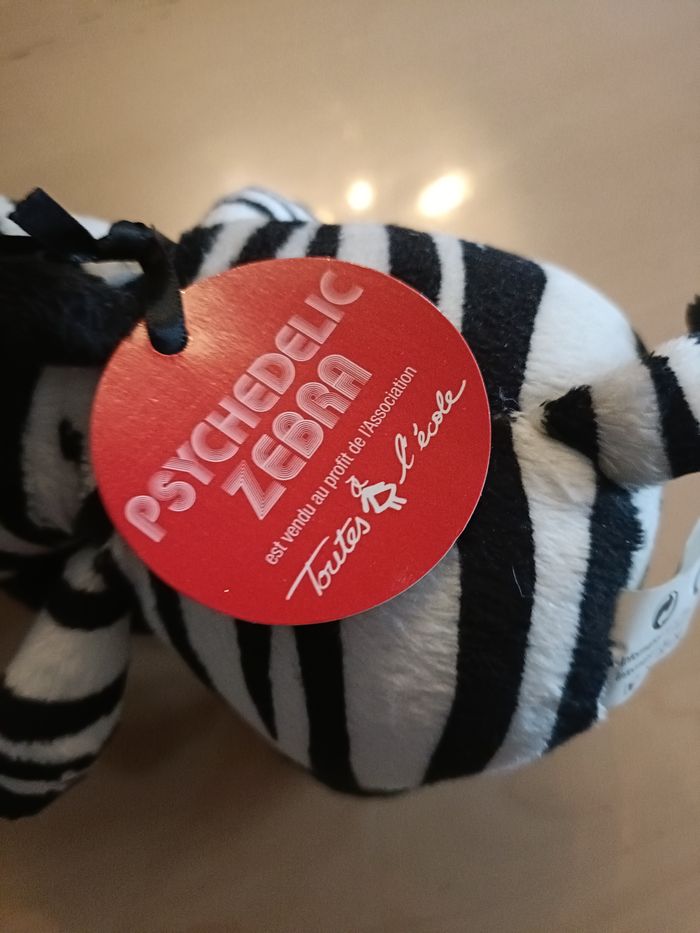 PSYCHEDELIC
ZEBRA
est vendu au profit de l'Association
Toutes à l'école